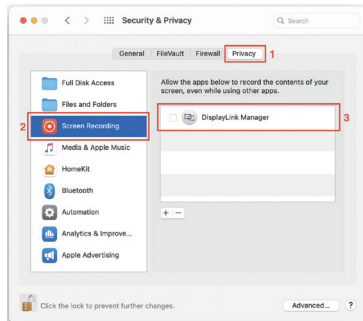 Security & Privacy
Search
General FileVault Firewall Privacy 1
Full Disk Access
Files and Folders
2 Screen Recording
Media & Apple Music
HomeKit
Bluetooth
Automation
Analytics & Improve...
Apple Advertising
Allow the apps below to record the contents of your
screen, even while using other apps.
DisplayLink Manager 3
+ −
Click the lock to prevent further changes.
Advanced... ?